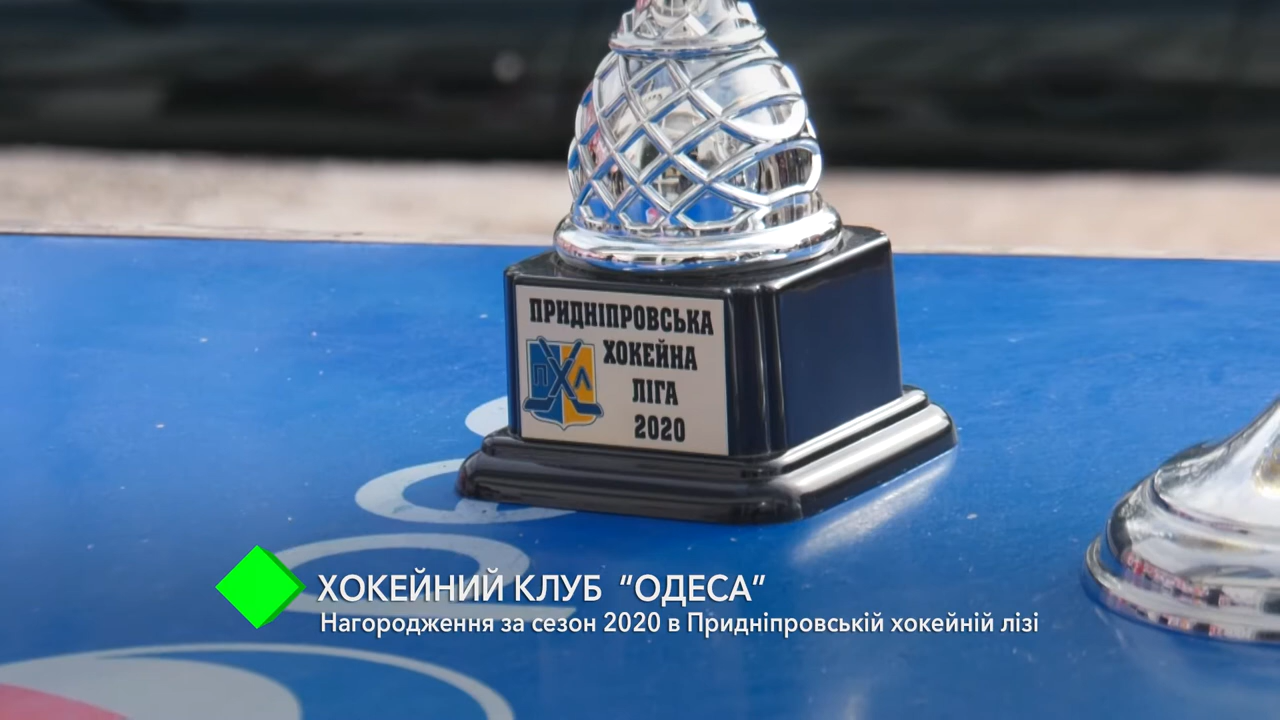 ПРИДНІПРОВСЬКА
ХОКЕЙНА
ПХЛ
ЛІГА
2020
ХОКЕЙНИЙ КЛУБ “ОДЕСА”
Нагородження за сезон 2020 в Придніпровській хокейній лізі